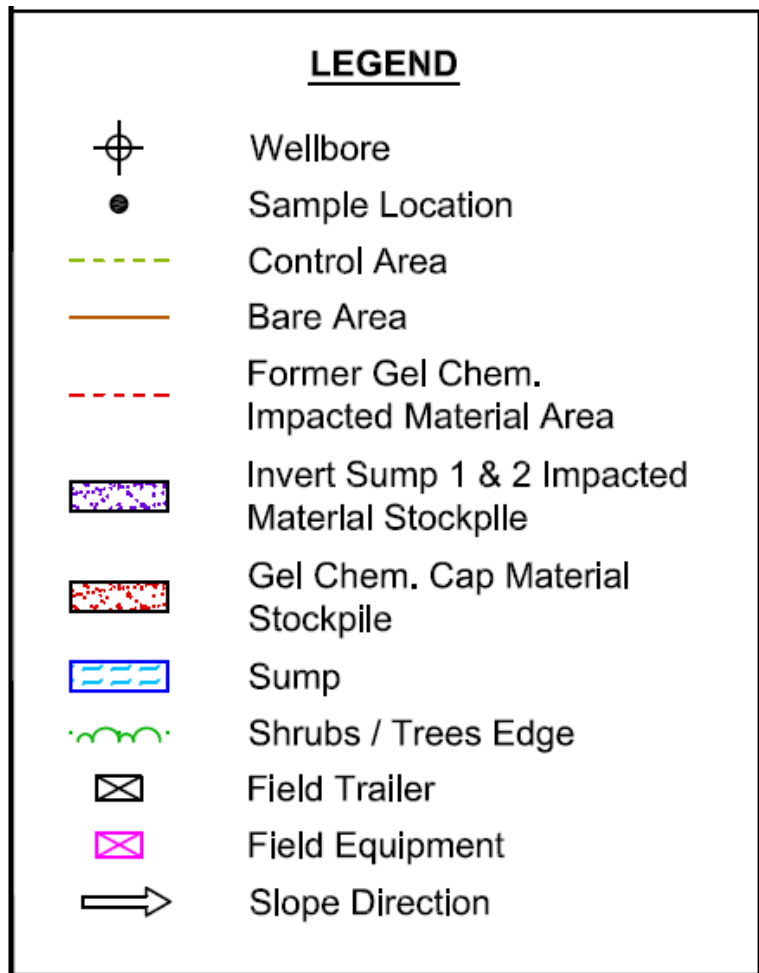 LEGEND
Wellbore
Sample Location
Control Area
Bare Area
Former Gel Chem.
Impacted Material Area
Invert Sump 1 & 2 Impacted
Material Stockpile
Gel Chem. Cap Material
Stockpile
Sump
Shrubs / Trees Edge
Field Trailer
Field Equipment
Slope Direction